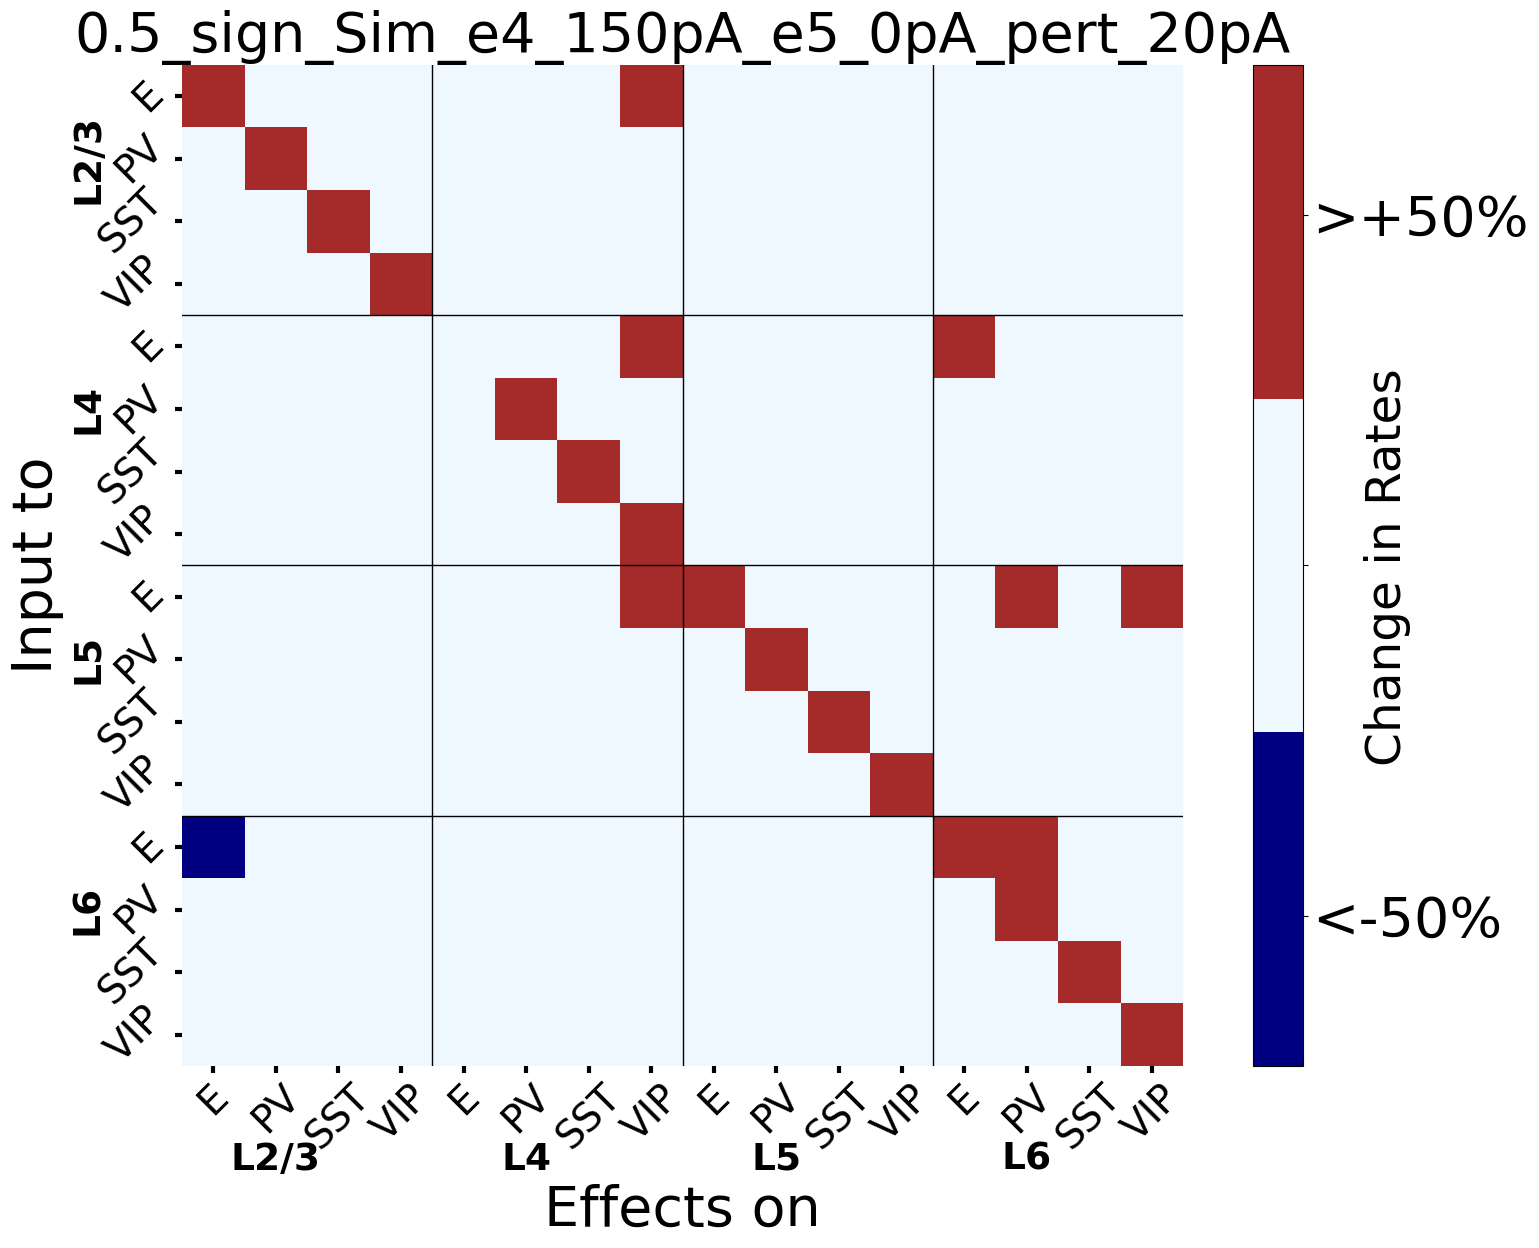 0.5_sign_Sim_e4_150pA_e5_0pA_pert_20pA
Input to
L2/3
E
PV
SST
VIP
L4
E
PV
SST
VIP
L5
E
PV
SST
VIP
L6
E
PV
SST
VIP
E PV SST VIP E PV SST VIP E PV SST VIP E PV SST VIP
L2/3 L4 L5 L6
Effects on
>+50%
<-50%
Change in Rates